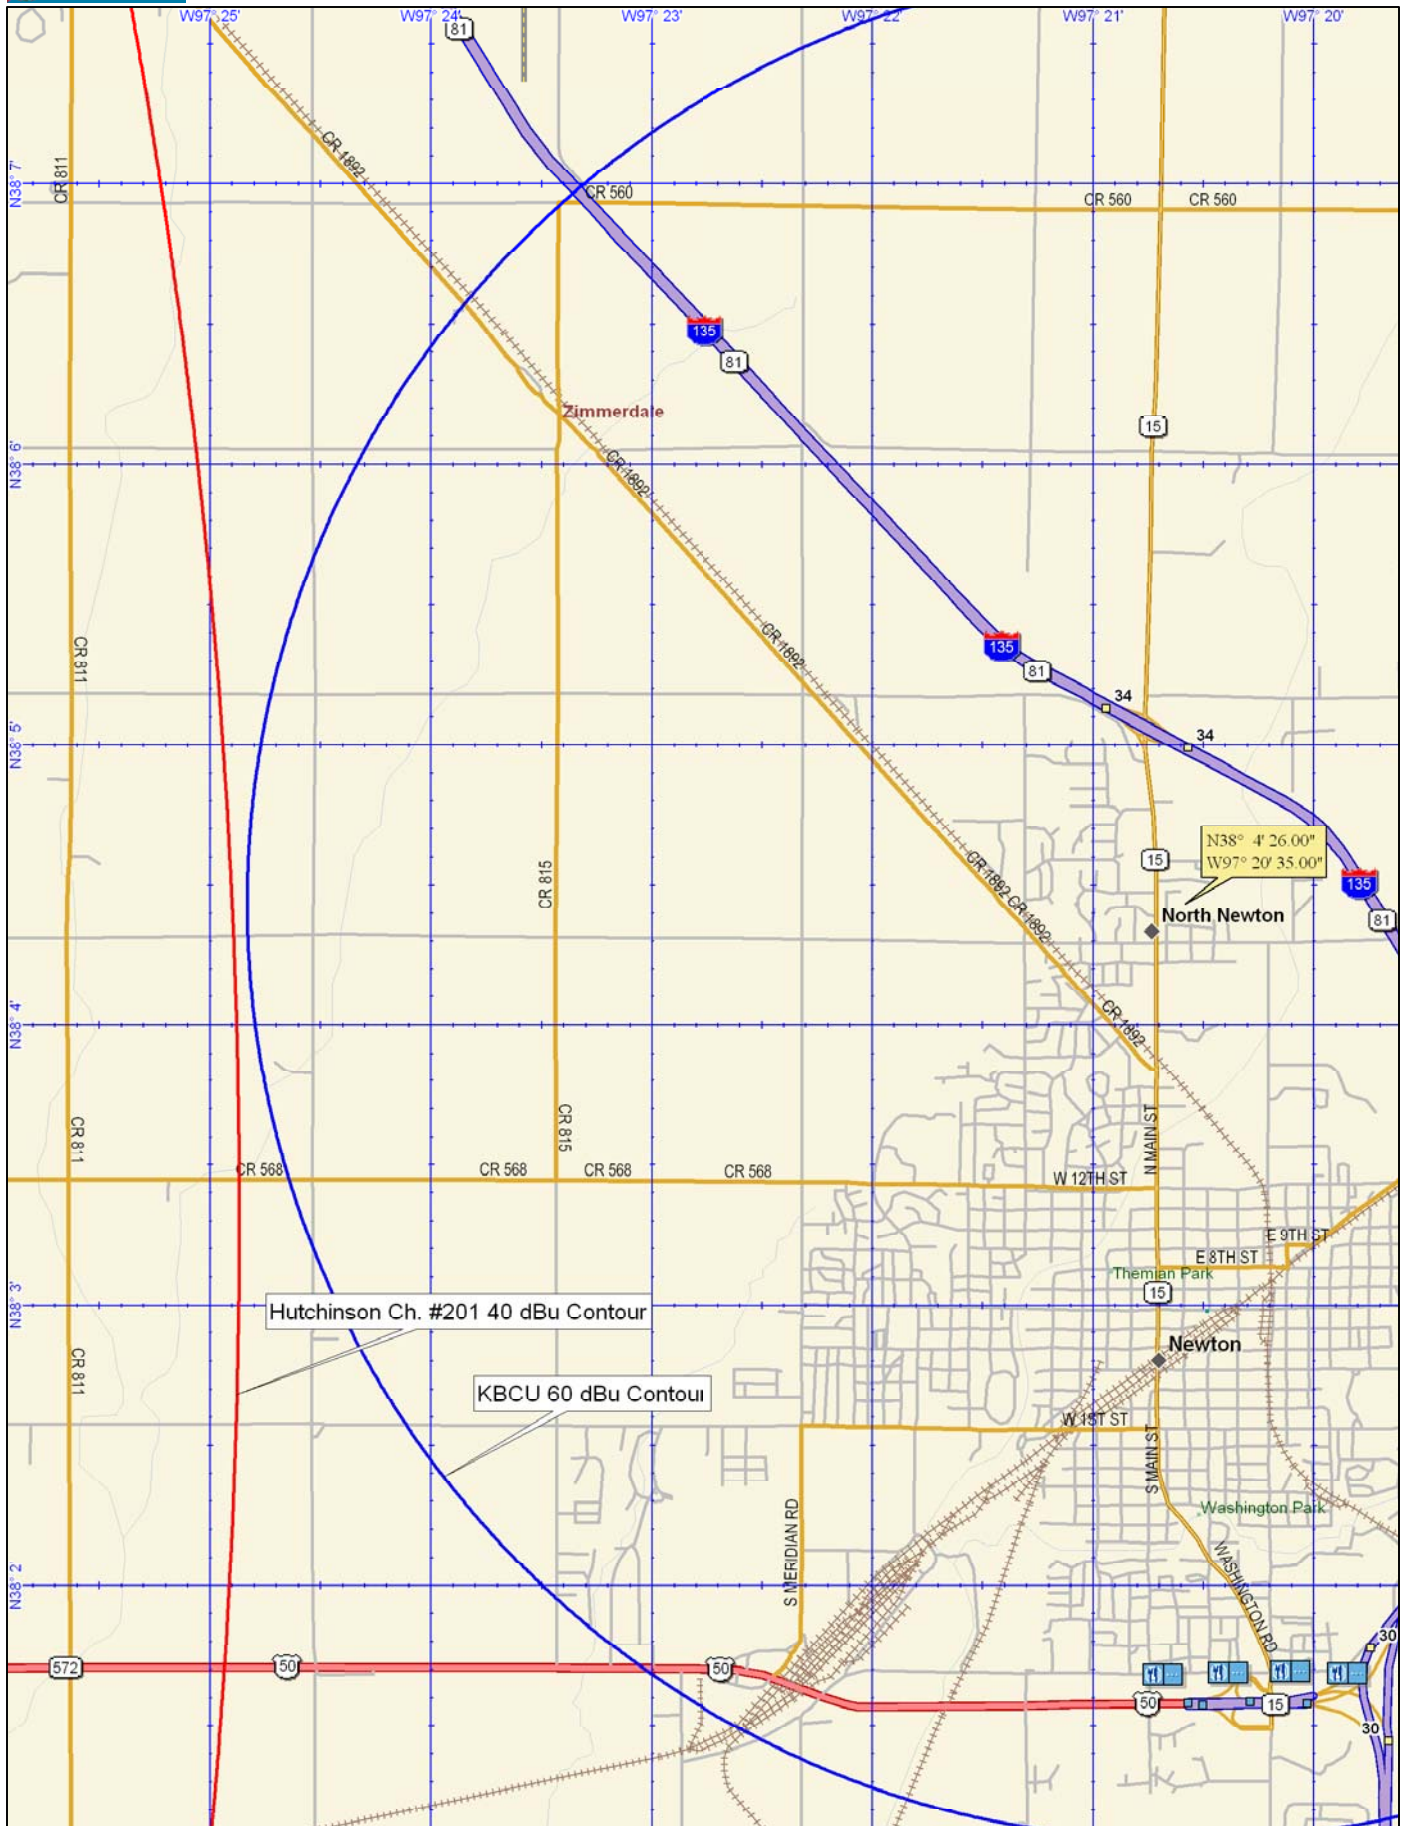 W97° 25'
W97° 24'
W97° 23'
W97° 22'
W97° 21'
W97° 20'
81
CR 1892
N38° 7'
CR 811
CR 560
CR 560
CR 560
135
81
Zimmerdale
15
N38° 6'
CR 1892
CR 1892
135
81
CR 811
34
34
N38° 5'
N38° 4' 26.00"
W97° 20' 35.00"
15
135
CR 815
CR 1892
CR 1892
North Newton
81
N38° 4'
CR 1892
CR 811
CR 815
N MAIN ST
CR 568
CR 568
CR 568
CR 568
W 12TH ST
E 9TH ST
E 8TH ST
Themian Park
15
N38° 3'
Hutchinson Ch. #201 40 dBu Contour
Newton
CR 811
KBCU 60 dBu Contour
W 1ST ST
S MAIN ST
Washington Park
S MERIDIAN RD
WASHINGTON RD
N38° 2'
30
572
50
50
50
15
30